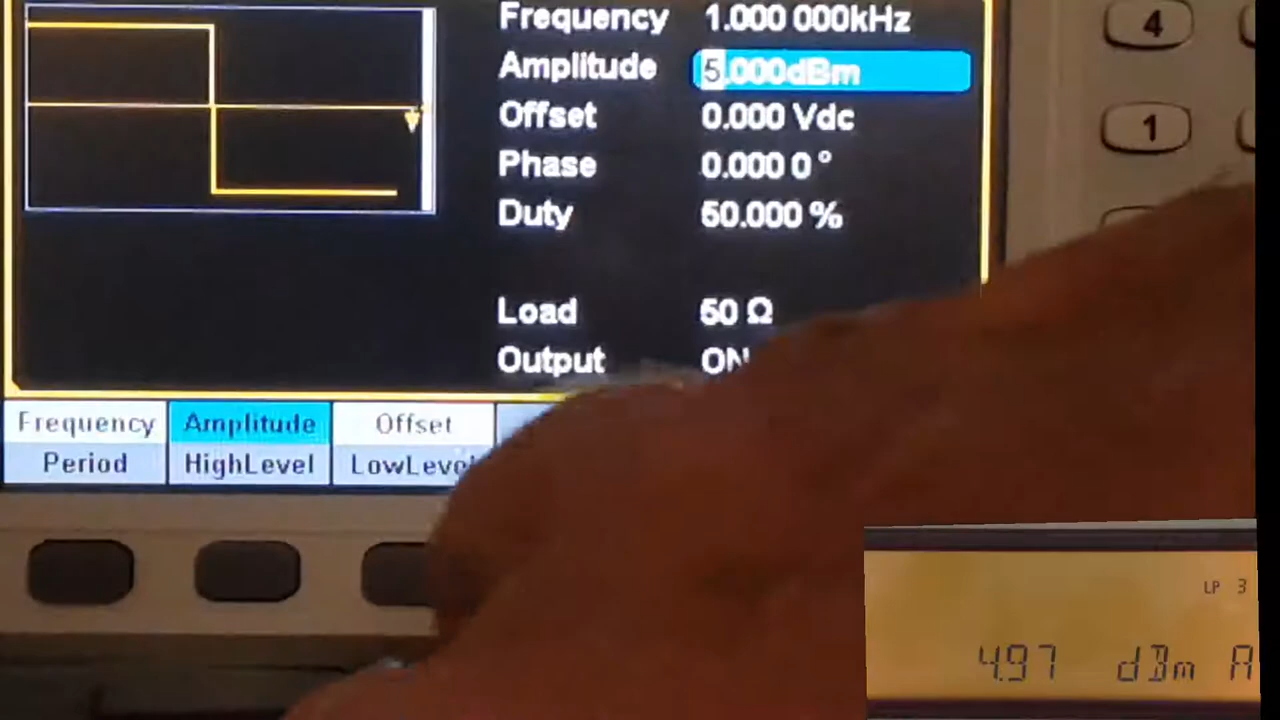 Frequency 1.000 000kHz
Amplitude 5.000dBm
Offset 0.000 Vdc
Phase 0.000 0 °
Duty 50.000 %
Load 50 Ω
Output ON
Frequency Amplitude Offset
Period HighLevel LowLevel
4
1
LP 3
4.97 dBm A